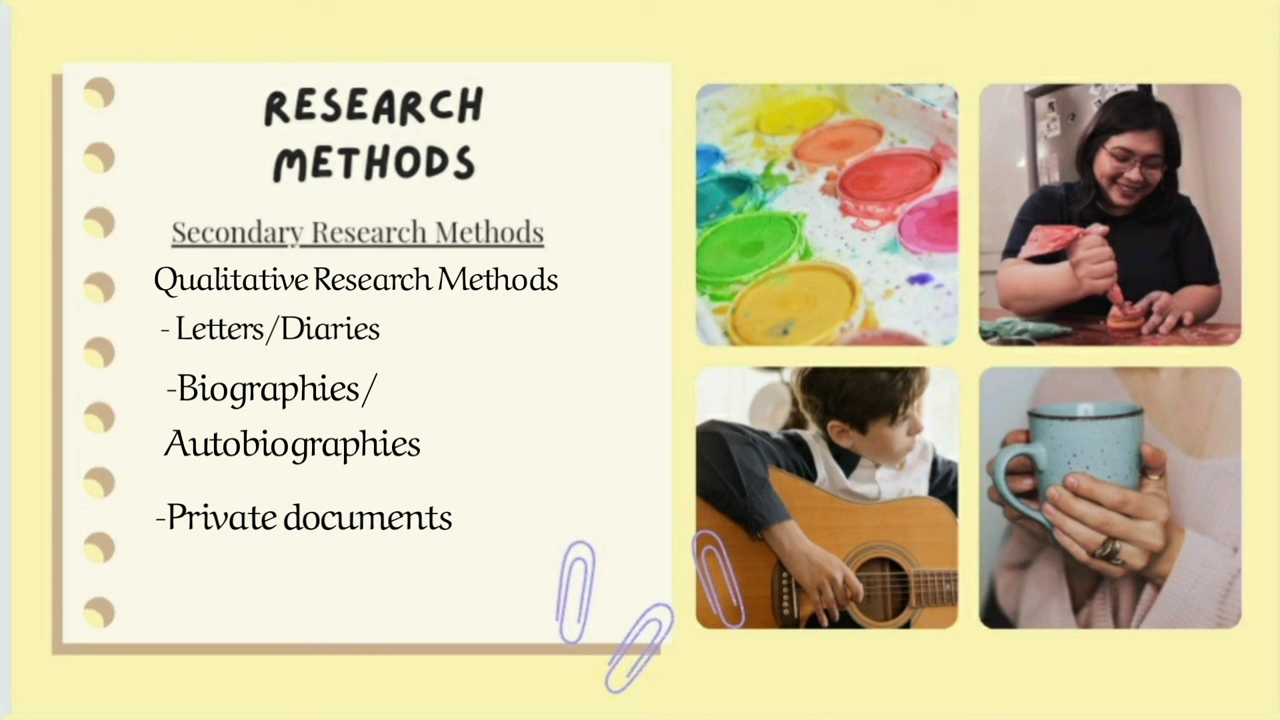 RESEARCH
METHODS
Secondary Research Methods
Qualitative Research Methods
- Letters/Diaries
-Biographies/
Autobiographies
-Private documents